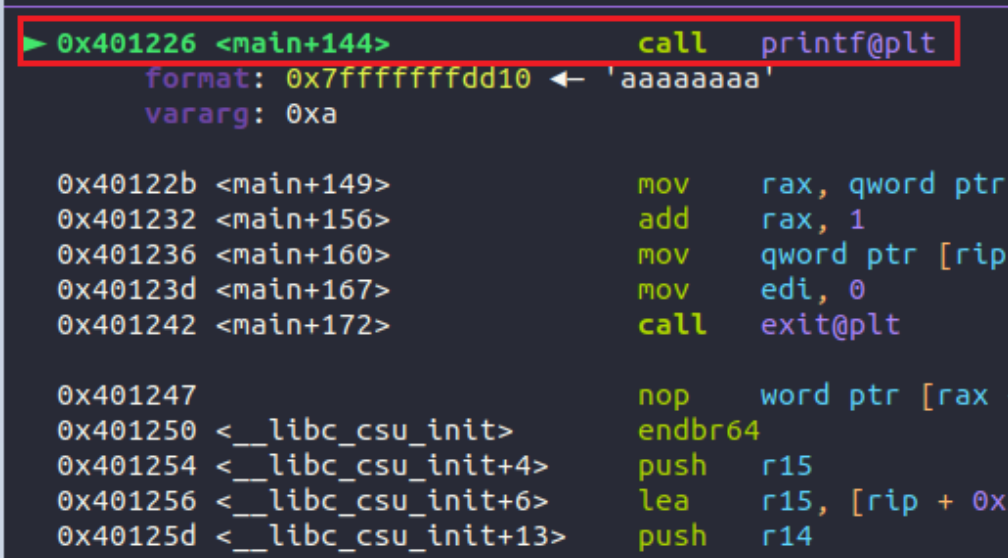 ► 0x401226 <main+144> call printf@plt
format: 0x7fffffffdd10 ◂— 'aaaaaaaa'
vararg: 0xa
0x40122b <main+149> mov rax, qword ptr
0x401232 <main+156> add rax, 1
0x401236 <main+160> mov qword ptr [rip
0x40123d <main+167> mov edi, 0
0x401242 <main+172> call exit@plt
0x401247 nop word ptr [rax
0x401250 <__libc_csu_init> endbr64
0x401254 <__libc_csu_init+4> push r15
0x401256 <__libc_csu_init+6> lea r15, [rip + 0x
0x40125d <__libc_csu_init+13> push r14